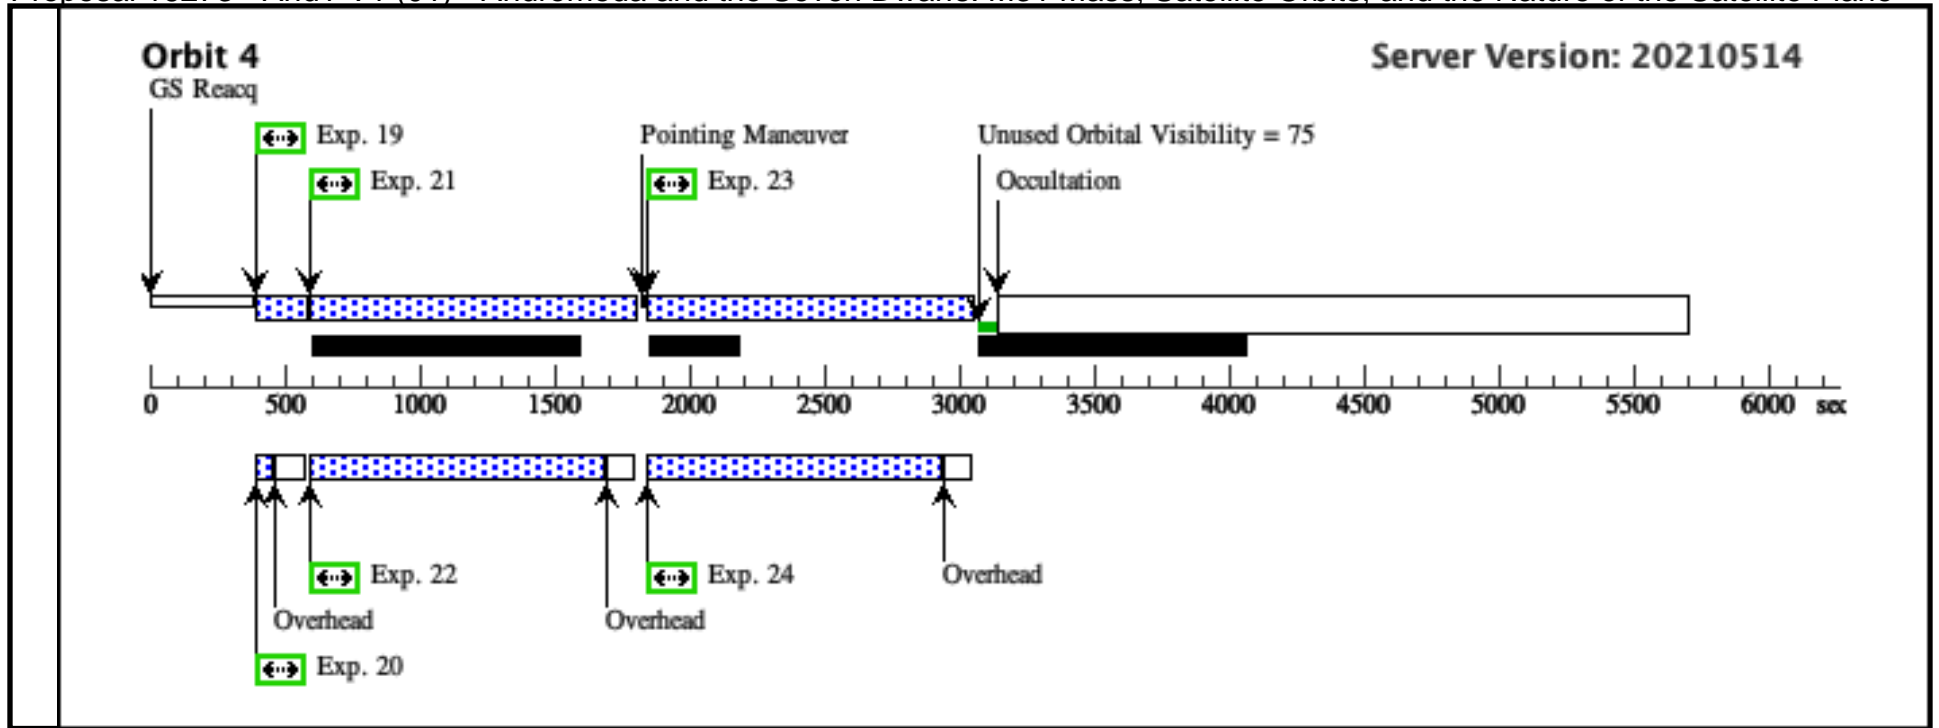 Orbit 4
Server Version: 20210514
GS Reacq
Exp. 19
Pointing Maneuver
Unused Orbital Visibility = 75
Exp. 21
Exp. 23
Occultation
0 500 1000 1500 2000 2500 3000 3500 4000 4500 5000 5500 6000 sec
Exp. 22
Exp. 24
Overhead
Overhead
Overhead
Exp. 20